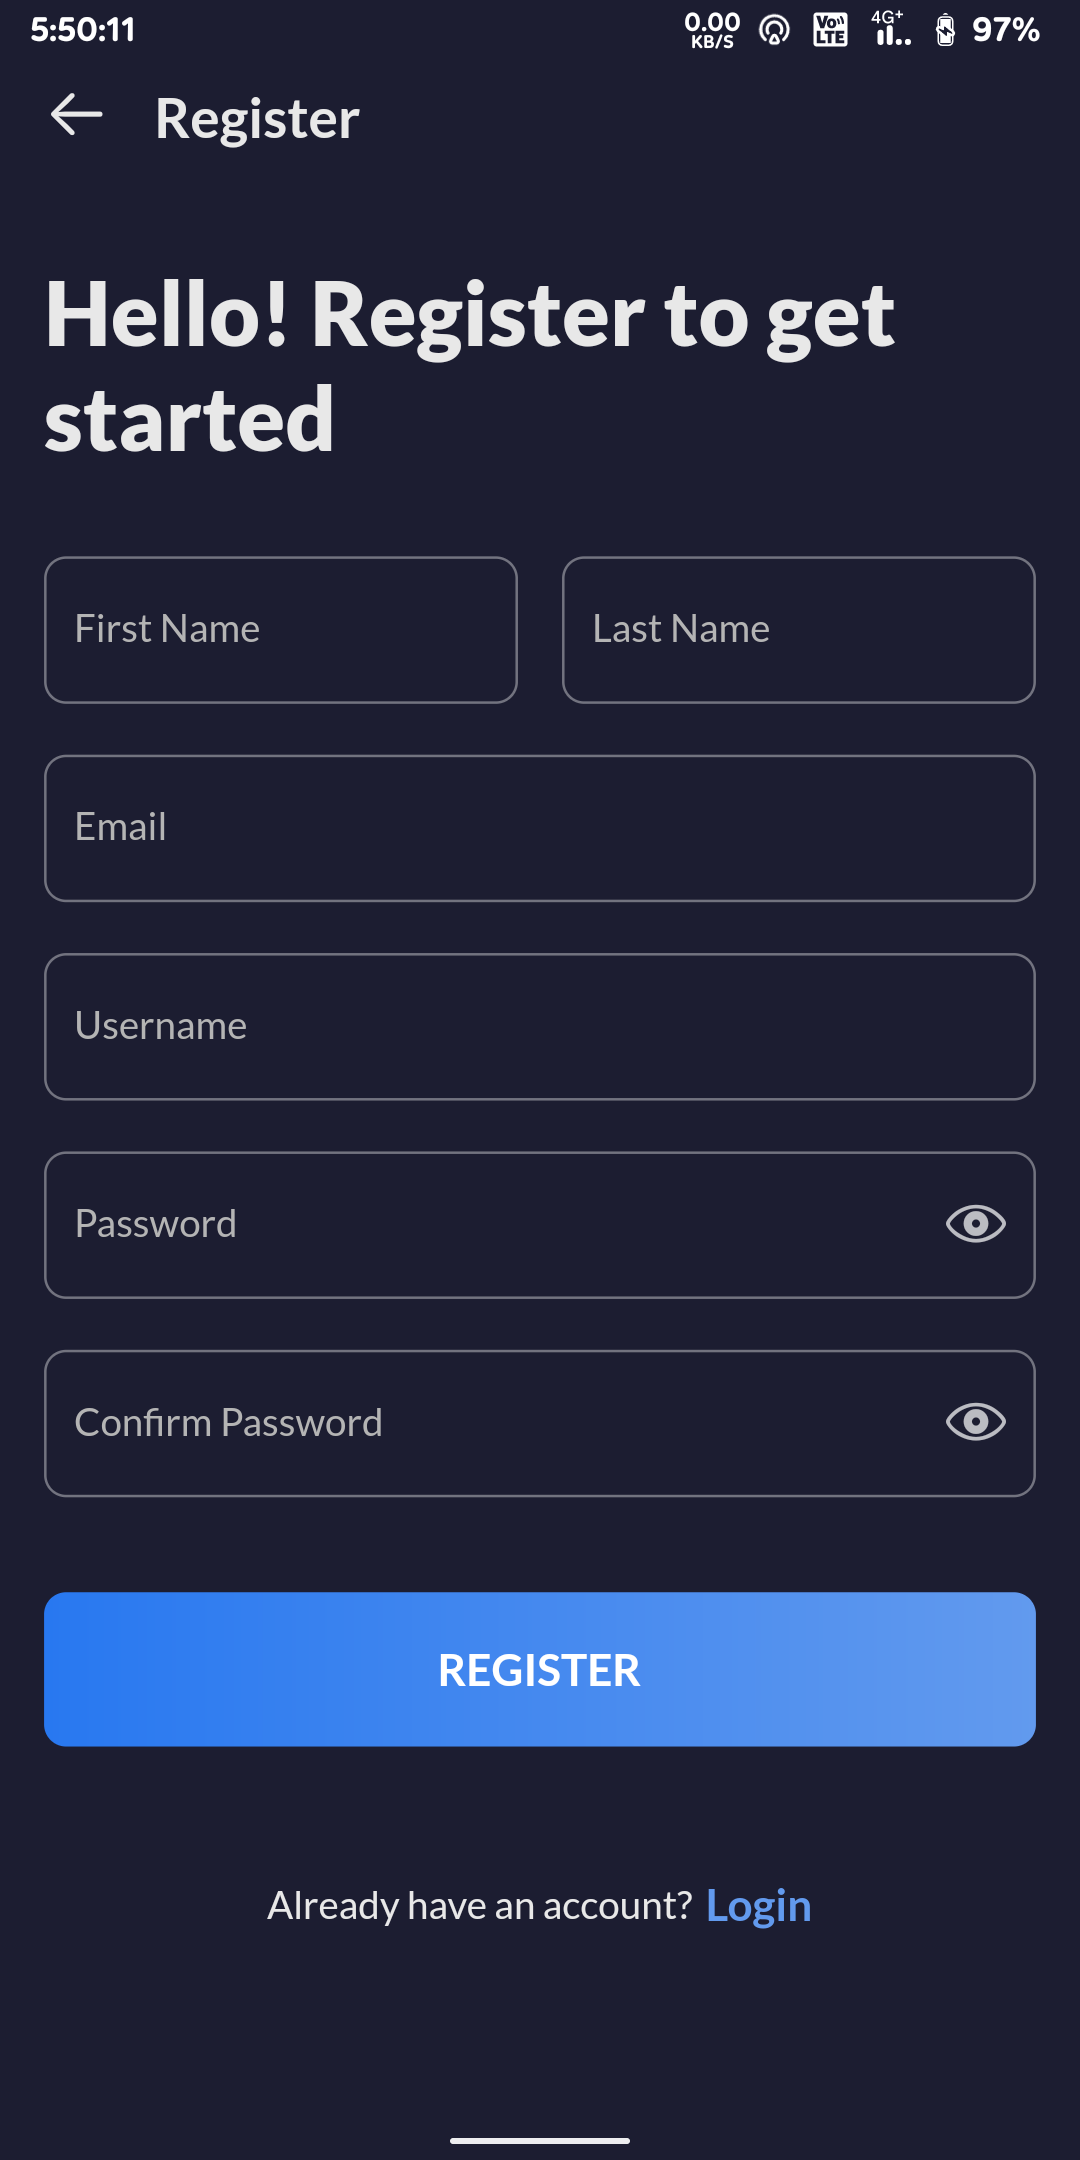 5:50:11
0.00
KB/S
Vo
LTE
4G+
97%
Register
Hello! Register to get
started
First Name
Last Name
Email
Username
Password
Confirm Password
REGISTER
Already have an account? Login